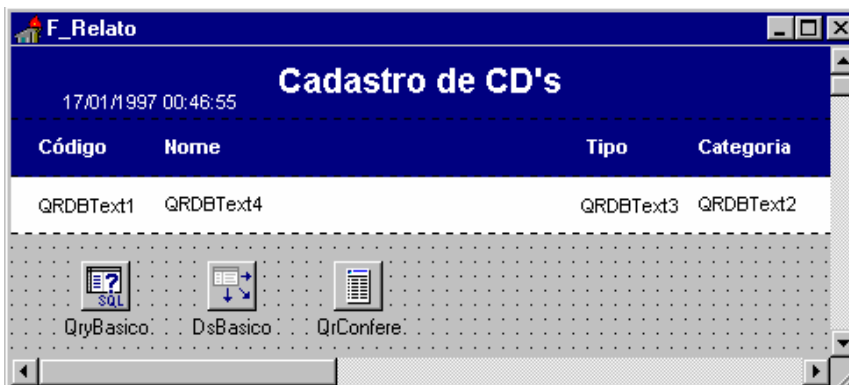 F_Relato
Cadastro de CD's
17/01/1997 00:46:55
Código Nome Tipo Categoria
QRDBText1 QRDBText4 QRDBText3 QRDBText2
SQL
QryBasico DsBasico QrConfere